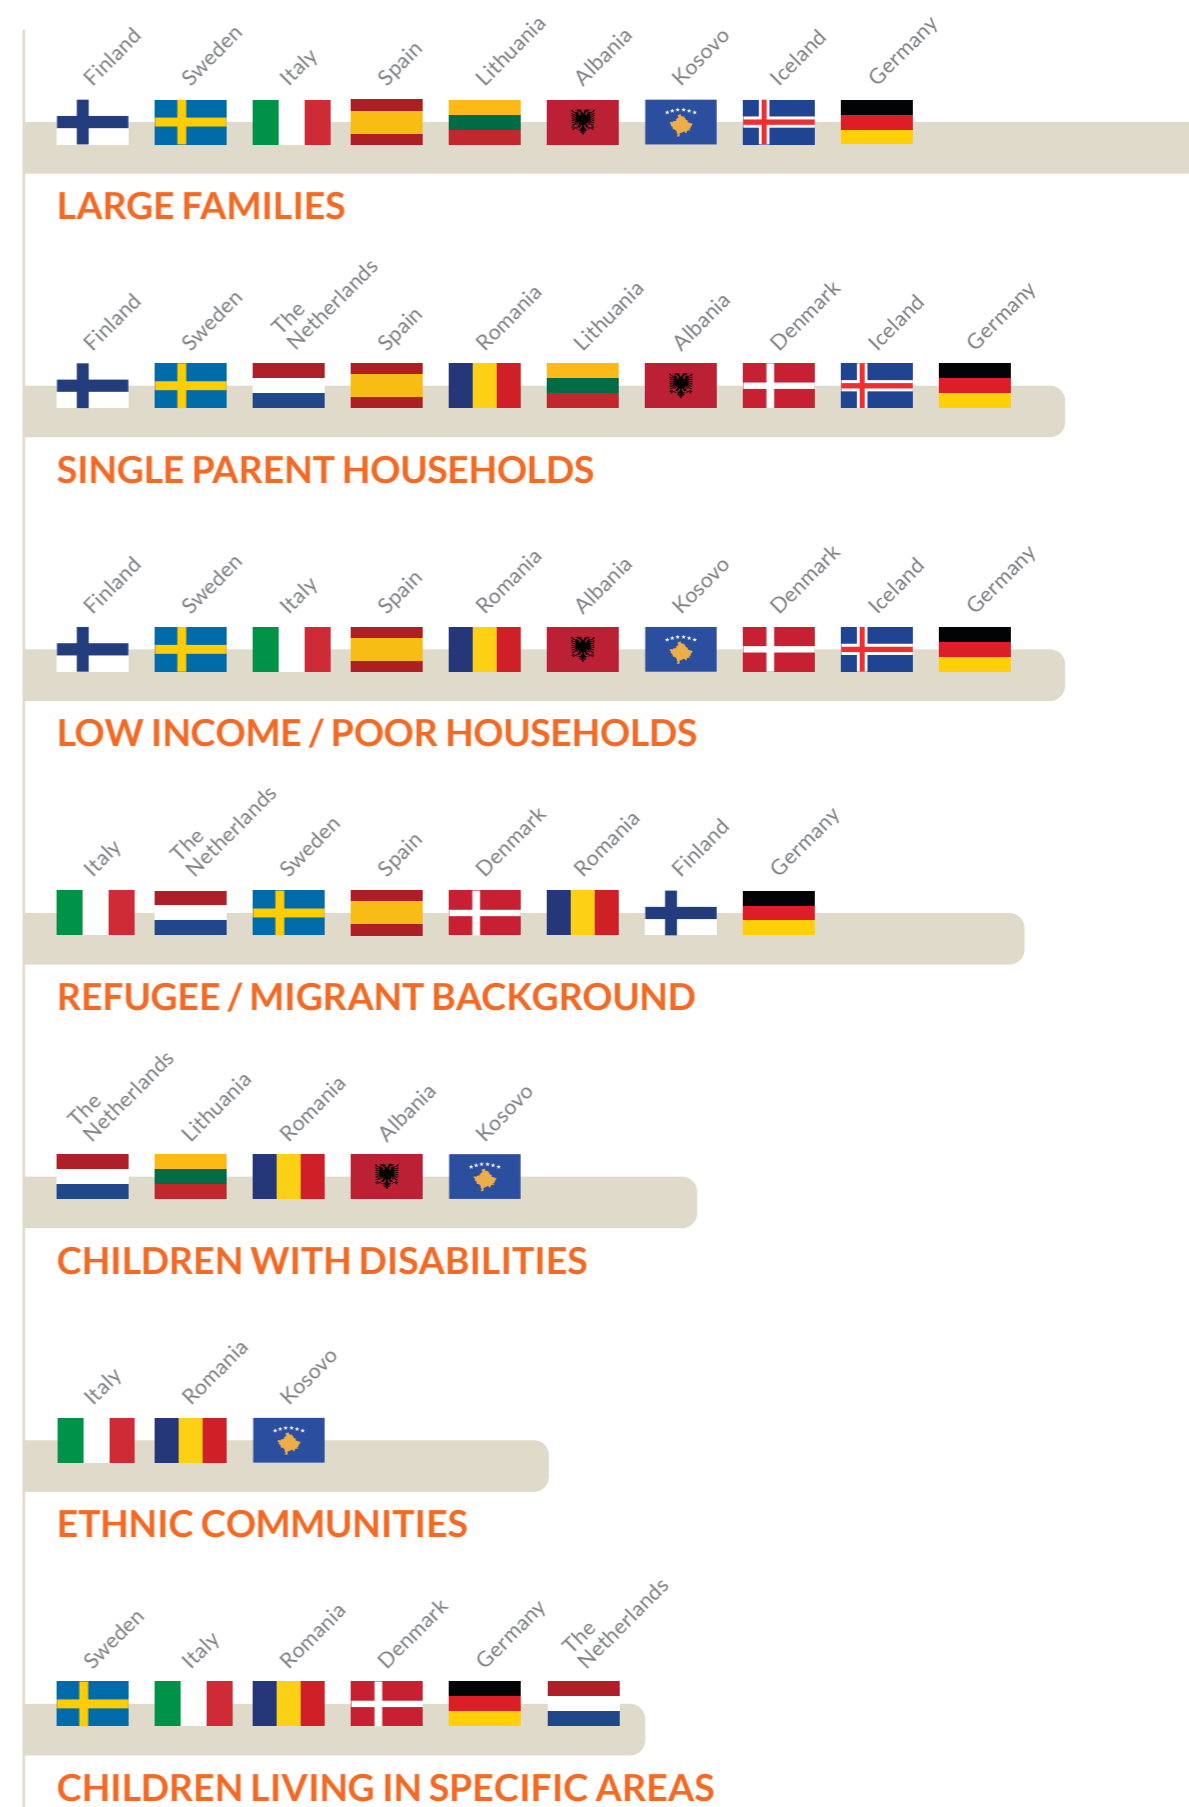 Finland
Sweden
Italy
Spain
Lithuania
Albania
Kosovo
Iceland
Germany
LARGE FAMILIES
Finland
Sweden
The
Netherlands
Spain
Romania
Lithuania
Albania
Denmark
Iceland
Germany
SINGLE PARENT HOUSEHOLDS
Finland
Sweden
Italy
Spain
Romania
Albania
Kosovo
Denmark
Iceland
Germany
LOW INCOME / POOR HOUSEHOLDS
Italy
The
Netherlands
Sweden
Spain
Denmark
Romania
Finland
Germany
REFUGEE / MIGRANT BACKGROUND
The
Netherlands
Lithuania
Romania
Albania
Kosovo
CHILDREN WITH DISABILITIES
Italy
Romania
Kosovo
ETHNIC COMMUNITIES
Sweden
Italy
Romania
Denmark
Germany
The
Netherlands
CHILDREN LIVING IN SPECIFIC AREAS